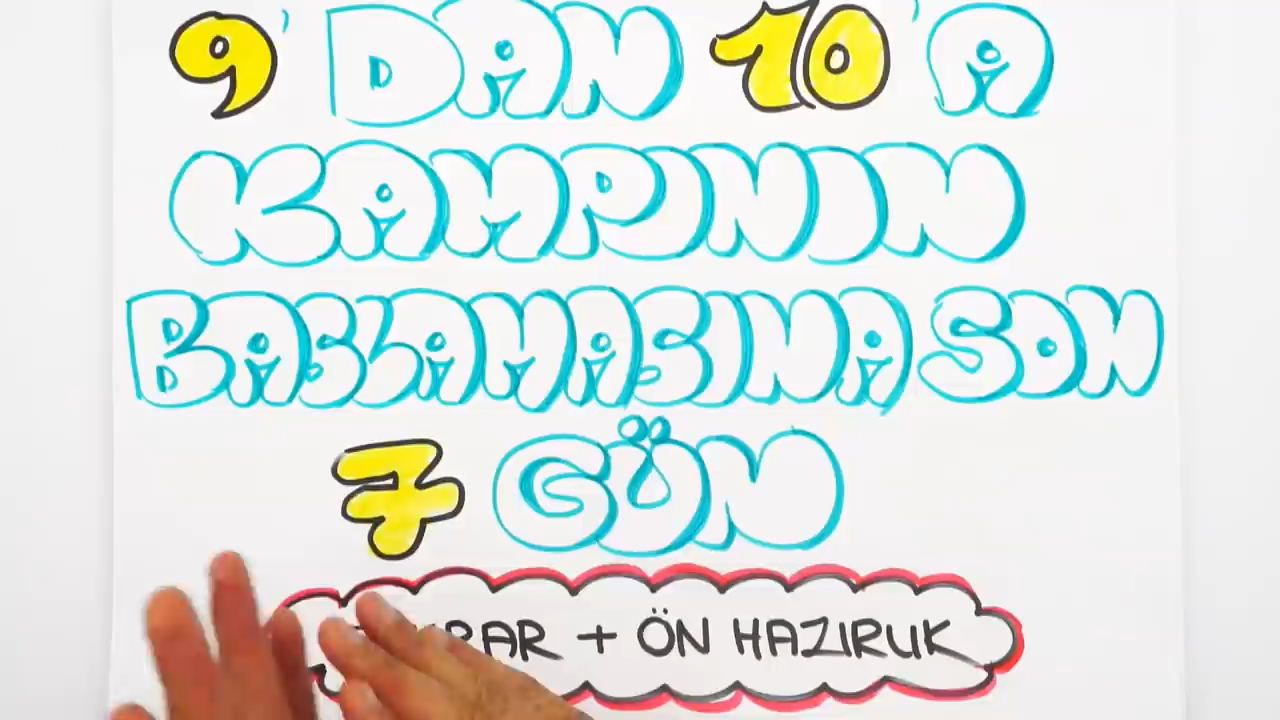 9'DAN 10'A
KAMPININ
BASLAMASINA SON
7 GÜN
+ ÖN HAZIRLIK